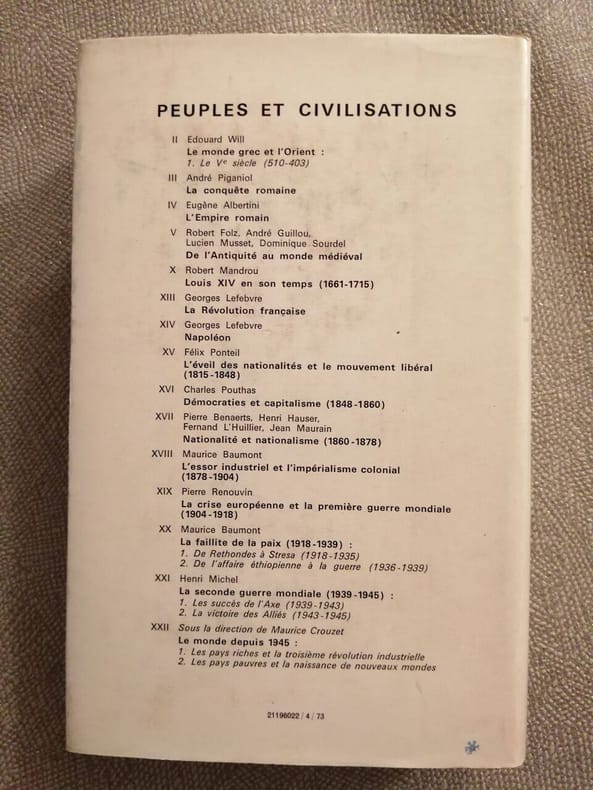 PEUPLES ET CIVILISATIONS
II Edouard Will
Le monde grec et l'Orient :
1. Le Ve siècle (510-403)
III André Piganiol
La conquête romaine
IV Eugène Albertini
L'Empire romain
V Robert Folz, André Guillou,
Lucien Musset, Dominique Sourdel
De l'Antiquité au monde médiéval
X Robert Mandrou
Louis XIV en son temps (1661-1715)
XIII Georges Lefebvre
La Révolution française
XIV Georges Lefebvre
Napoléon
XV Félix Ponteil
L'éveil des nationalités et le mouvement libéral
(1815-1848)
XVI Charles Pouthas
Démocraties et capitalisme (1848-1860)
XVII Pierre Benaerts, Henri Hauser,
Fernand L'Huillier, Jean Maurain
Nationalité et nationalisme (1860-1878)
XVIII Maurice Baumont
L'essor industriel et l'impérialisme colonial
(1878-1904)
XIX Pierre Renouvin
La crise européenne et la première guerre mondiale
(1904-1918)
XX Maurice Baumont
La faillite de la paix (1918-1939) :
1. De Rethondes à Stresa (1918-1935)
2. De l'affaire éthiopienne à la guerre (1936-1939)
XXI Henri Michel
La seconde guerre mondiale (1939-1945) :
1. Les succès de l'Axe (1939-1943)
2. La victoire des Alliés (1943-1945)
XXII Sous la direction de Maurice Crouzet
Le monde depuis 1945 :
1. Les pays riches et la troisième révolution industrielle
2. Les pays pauvres et la naissance de nouveaux mondes
21196022/4/73